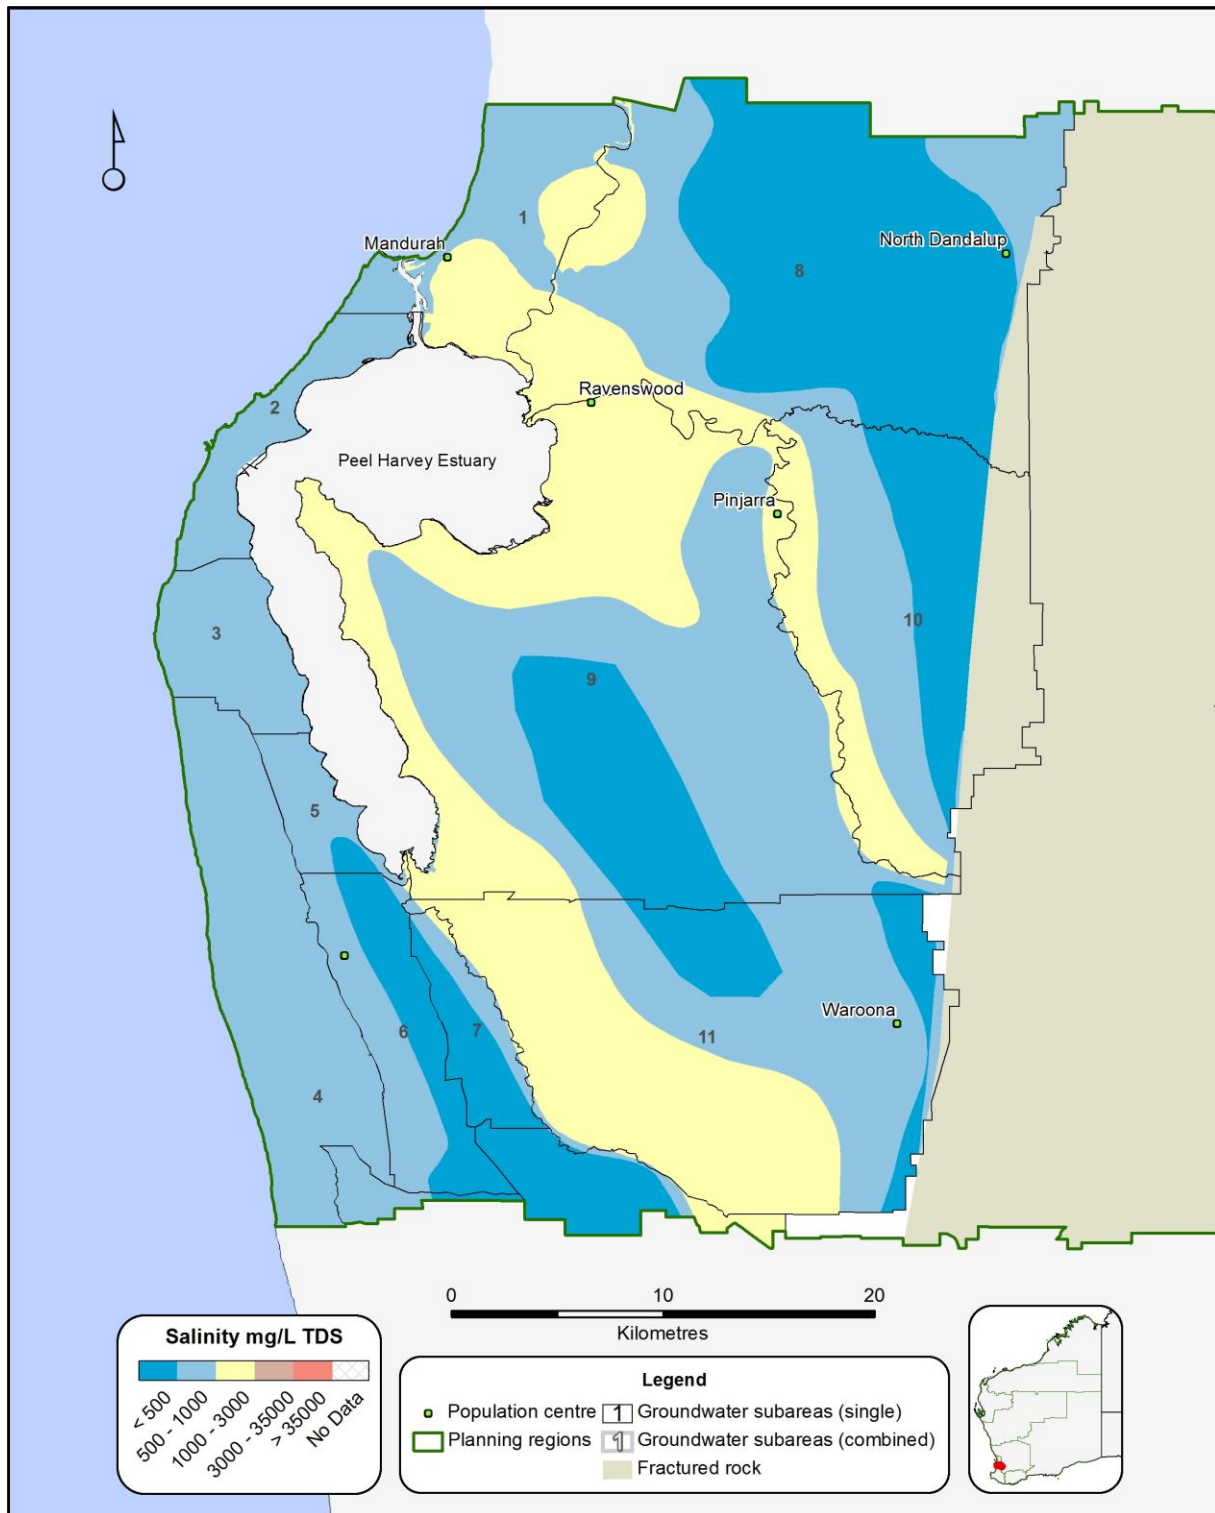 1
Mandurah
North Dandalup
8
Ravenswood
2
Peel Harvey Estuary
Pinjarra
3
10
9
5
Waroona
6
7
11
4
0 10 20
Kilometres
Salinity mg/L TDS
< 500
500 - 1000
1000 - 3000
3000 - 35000
> 35000
No Data
Legend
Population centre
1 Groundwater subareas (single)
Planning regions
1 Groundwater subareas (combined)
Fractured rock